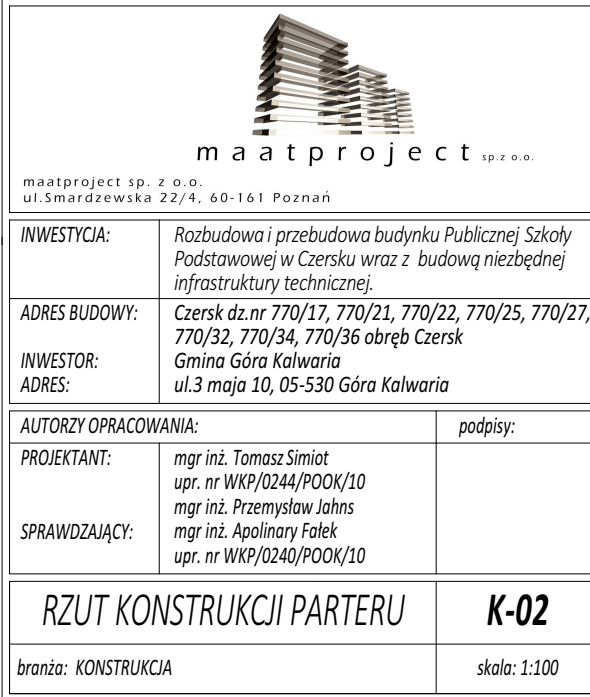 maatproject sp.z o.o.
maatproject sp. z o.o.
ul.Smardzewska 22/4, 60-161 Poznań
INWESTYCJA: Rozbudowa i przebudowa budynku Publicznej Szkoły
Podstawowej w Czersku wraz z budową niezbędnej
infrastruktury technicznej.
ADRES BUDOWY: Czersk dz.nr 770/17, 770/21, 770/22, 770/25, 770/27,
770/32, 770/34, 770/36 obręb Czersk
INWESTOR: Gmina Góra Kalwaria
ADRES: ul.3 maja 10, 05-530 Góra Kalwaria
AUTORZY OPRACOWANIA: podpisy:
PROJEKTANT: mgr inż. Tomasz Simiot
upr. nr WKP/0244/POOK/10
mgr inż. Przemysław Jahns
SPRAWDZAJĄCY: mgr inż. Apolinary Fałek
upr. nr WKP/0240/POOK/10
RZUT KONSTRUKCJI PARTERU K-02
branża: KONSTRUKCJA skala: 1:100